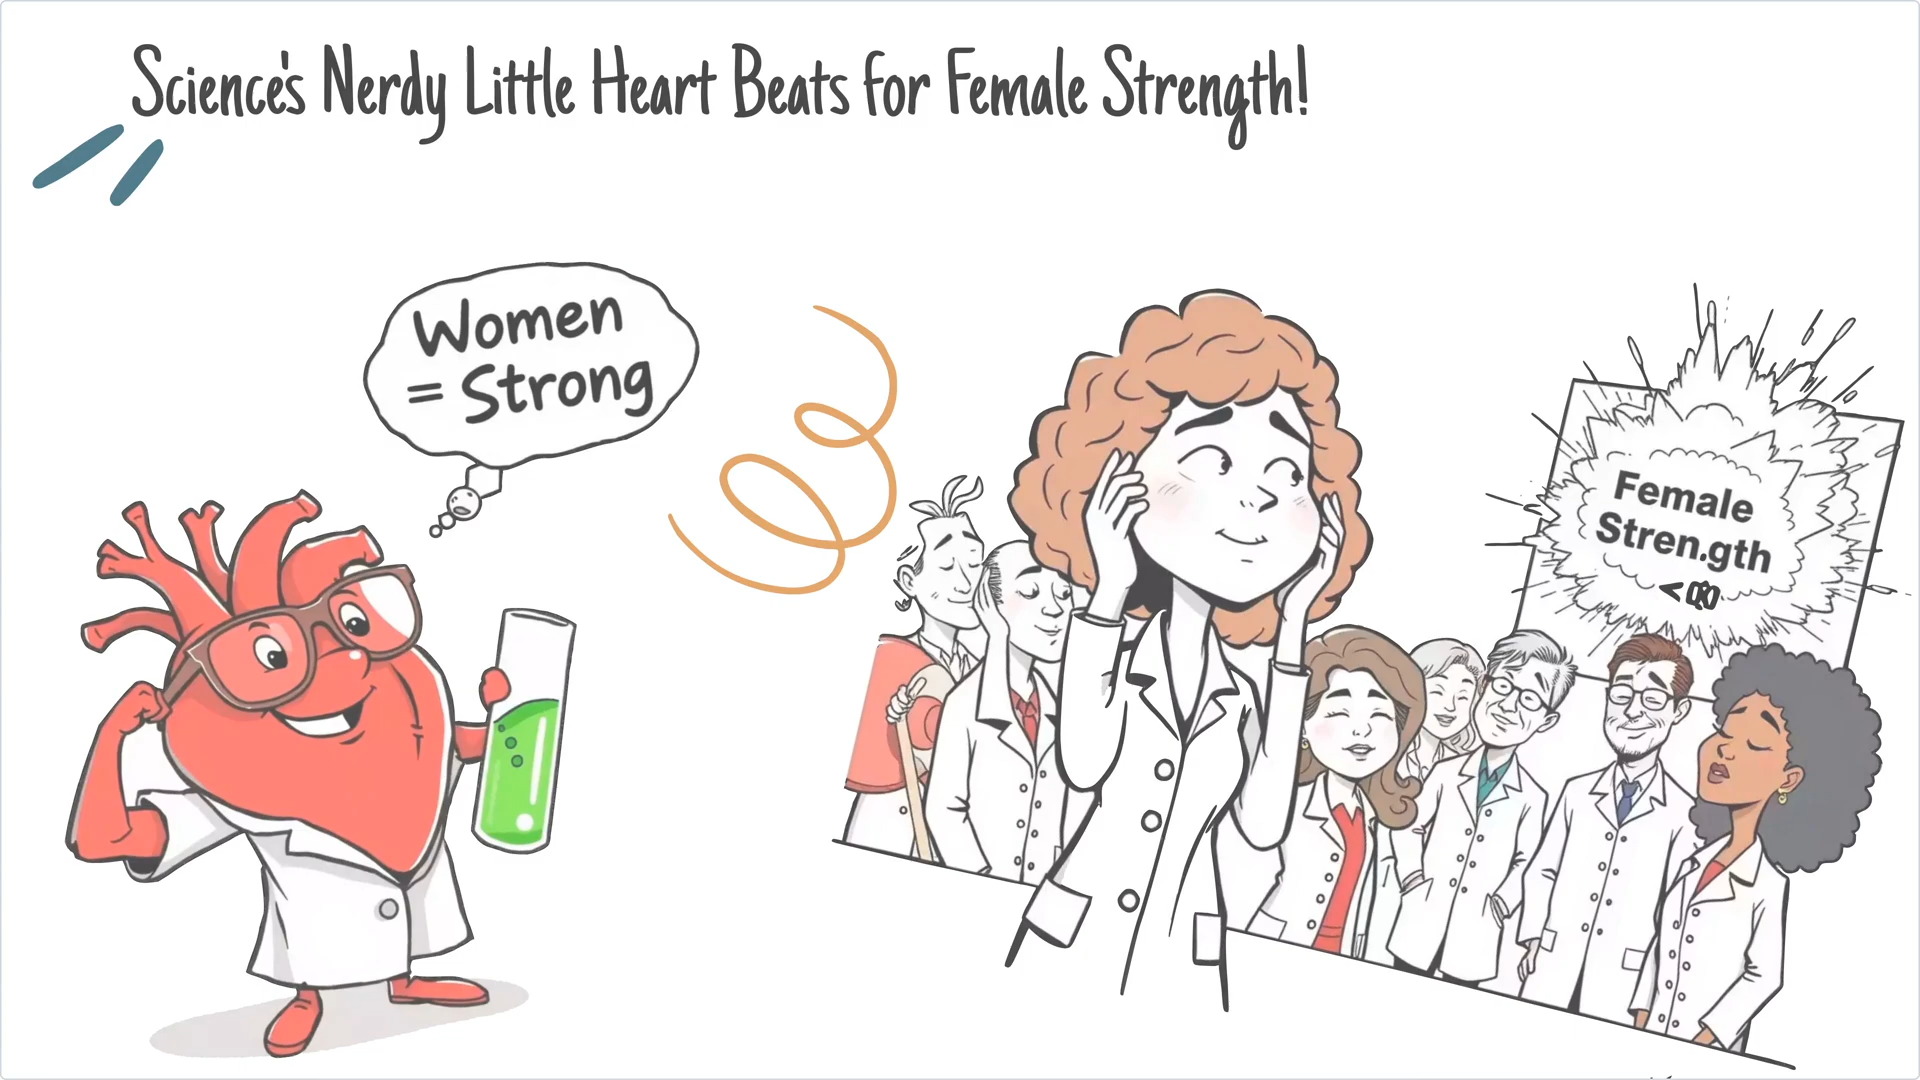 Science's Nerdy Little Heart Beats for Female Strength!
Women
= Strong
Female
Stren.gth